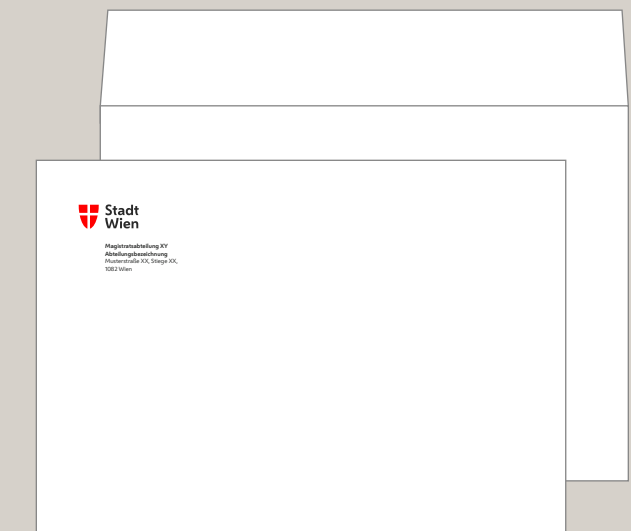 Stadt
Wien
Magistratsabteilung XY
Abteilungsbezeichnung
Musterstraße XX, Stiege XX,
1082 Wien